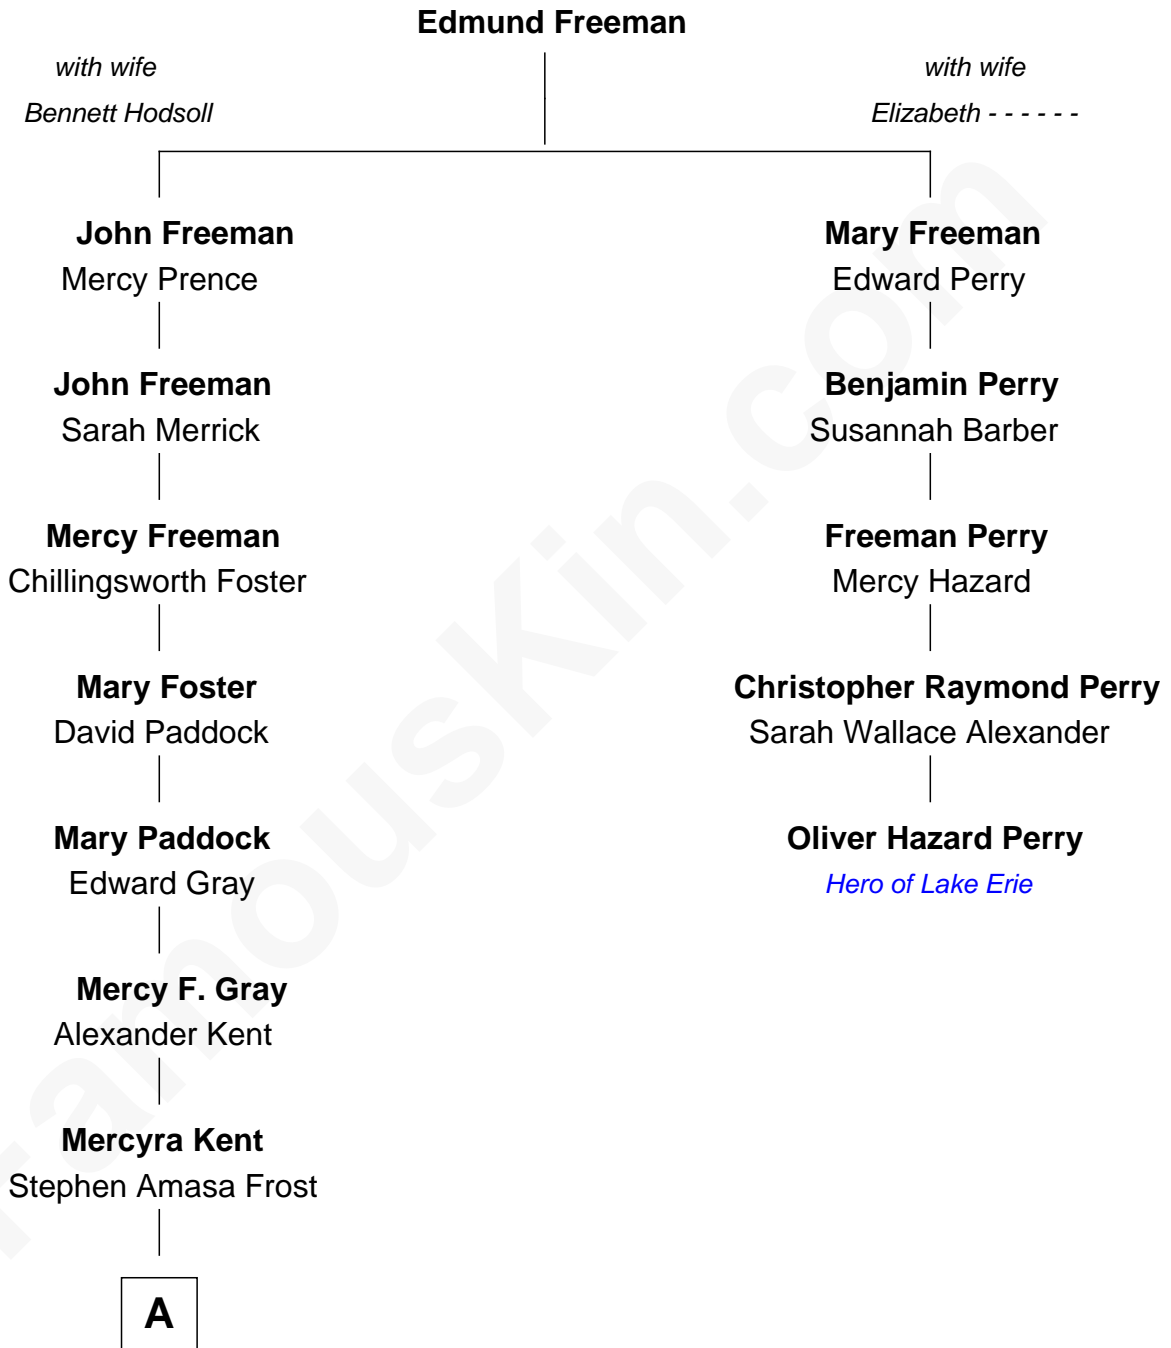 Edmund Freeman
with wife
Bennett Hodsoll
with wife
Elizabeth - - - - - -
John Freeman
Mercy Prence
Mary Freeman
Edward Perry
John Freeman
Sarah Merrick
Benjamin Perry
Susannah Barber
Mercy Freeman
Chillingsworth Foster
Freeman Perry
Mercy Hazard
Mary Foster
David Paddock
Christopher Raymond Perry
Sarah Wallace Alexander
Mary Paddock
Edward Gray
Oliver Hazard Perry
Hero of Lake Erie
Mercy F. Gray
Alexander Kent
Mercyra Kent
Stephen Amasa Frost
A
FamousKin.com